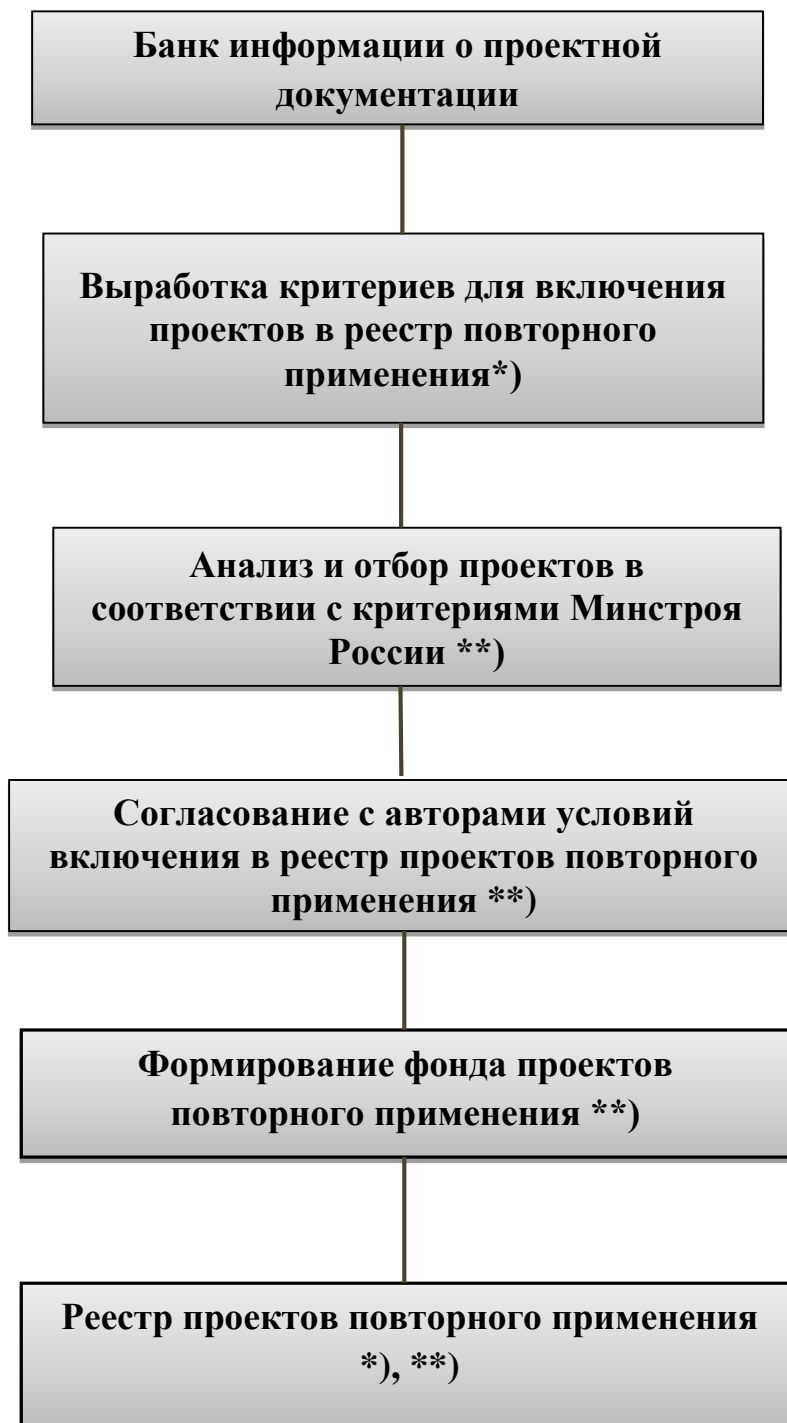 Банк информации о проектной
документации
Выработка критериев для включения
проектов в реестр повторного
применения*)
Анализ и отбор проектов в
соответствии с критериями Минстроя
России **)
Согласование с авторами условий
включения в реестр проектов повторного
применения **)
Формирование фонда проектов
повторного применения **)
Реестр проектов повторного применения
*), **)